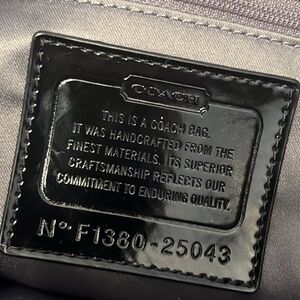 COACH
THIS IS A COACH BAG.
IT WAS HANDCRAFTED FROM THE
FINEST MATERIALS. ITS SUPERIOR
CRAFTSMANSHIP REFLECTS OUR
COMMITMENT TO ENDURING QUALITY.
Nº· F1380-25043